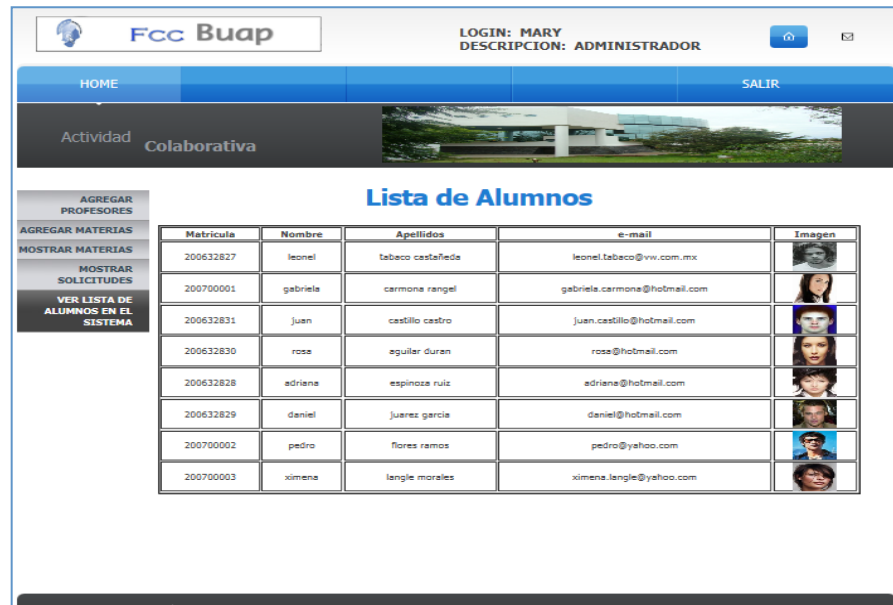 Fcc Buap
LOGIN: MARY
DESCRIPCION: ADMINISTRADOR
HOME
SALIR
Actividad Colaborativa
AGREGAR
PROFESORES
AGREGAR MATERIAS
MOSTRAR MATERIAS
MOSTRAR
SOLICITUDES
VER LISTA DE
ALUMNOS EN EL
SISTEMA
Lista de Alumnos
Matricula Nombre Apellidos e-mail Imagen
200632827 leonel tabaco castañeda leonel.tabaco@vw.com.mx
200700001 gabriela carmona rangel gabriela.carmona@hotmail.com
200632831 juan castillo castro juan.castillo@hotmail.com
200632830 rosa aguilar duran rosa@hotmail.com
200632828 adriana espinoza ruiz adriana@hotmail.com
200632829 daniel juarez garcia daniel@hotmail.com
200700002 pedro flores ramos pedro@yahoo.com
200700003 ximena langle morales ximena.langle@yahoo.com